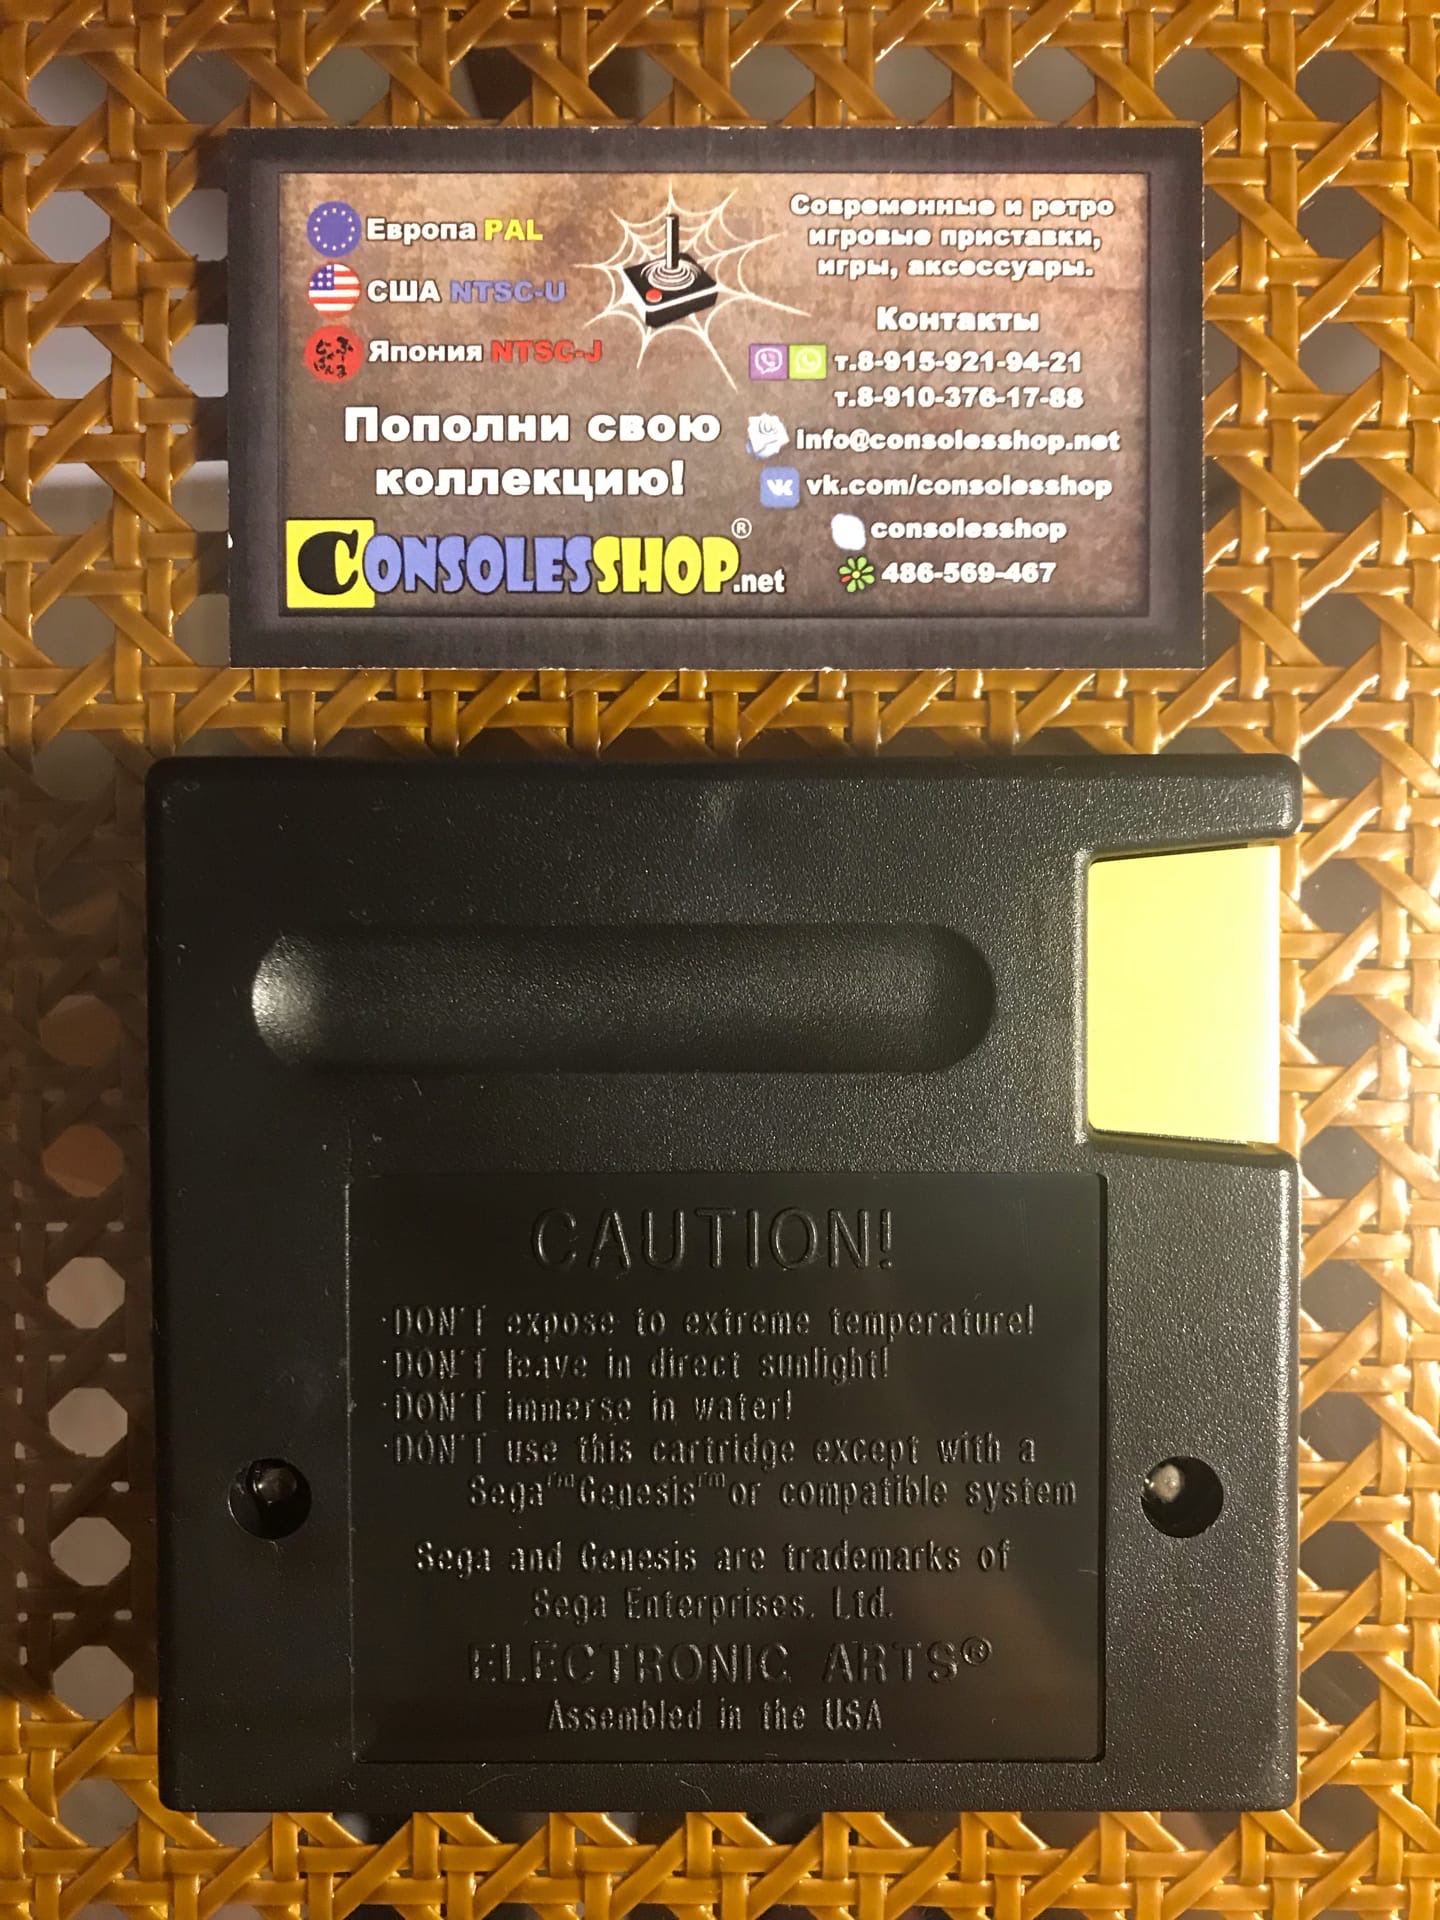 Европа PAL
США NTSC-U
Япония NTSC-J
Пополни свою
коллекцию!
CONSOLESSHOP.net®
Современные и ретро
игровые приставки,
игры, аксессуары.
Контакты
т.8-915-921-94-21
т.8-910-376-17-88
info@consolesshop.net
vk.com/consolesshop
consolesshop
486-569-467
CAUTION!
·DON'T expose to extreme temperature!
·DON'T leave in direct sunlight!
·DON'T immerse in water!
·DON'T use this cartridge except with a
Sega™Genesis™or compatible system
Sega and Genesis are trademarks of
Sega Enterprises, Ltd.
ELECTRONIC ARTS®
Assembled in the USA